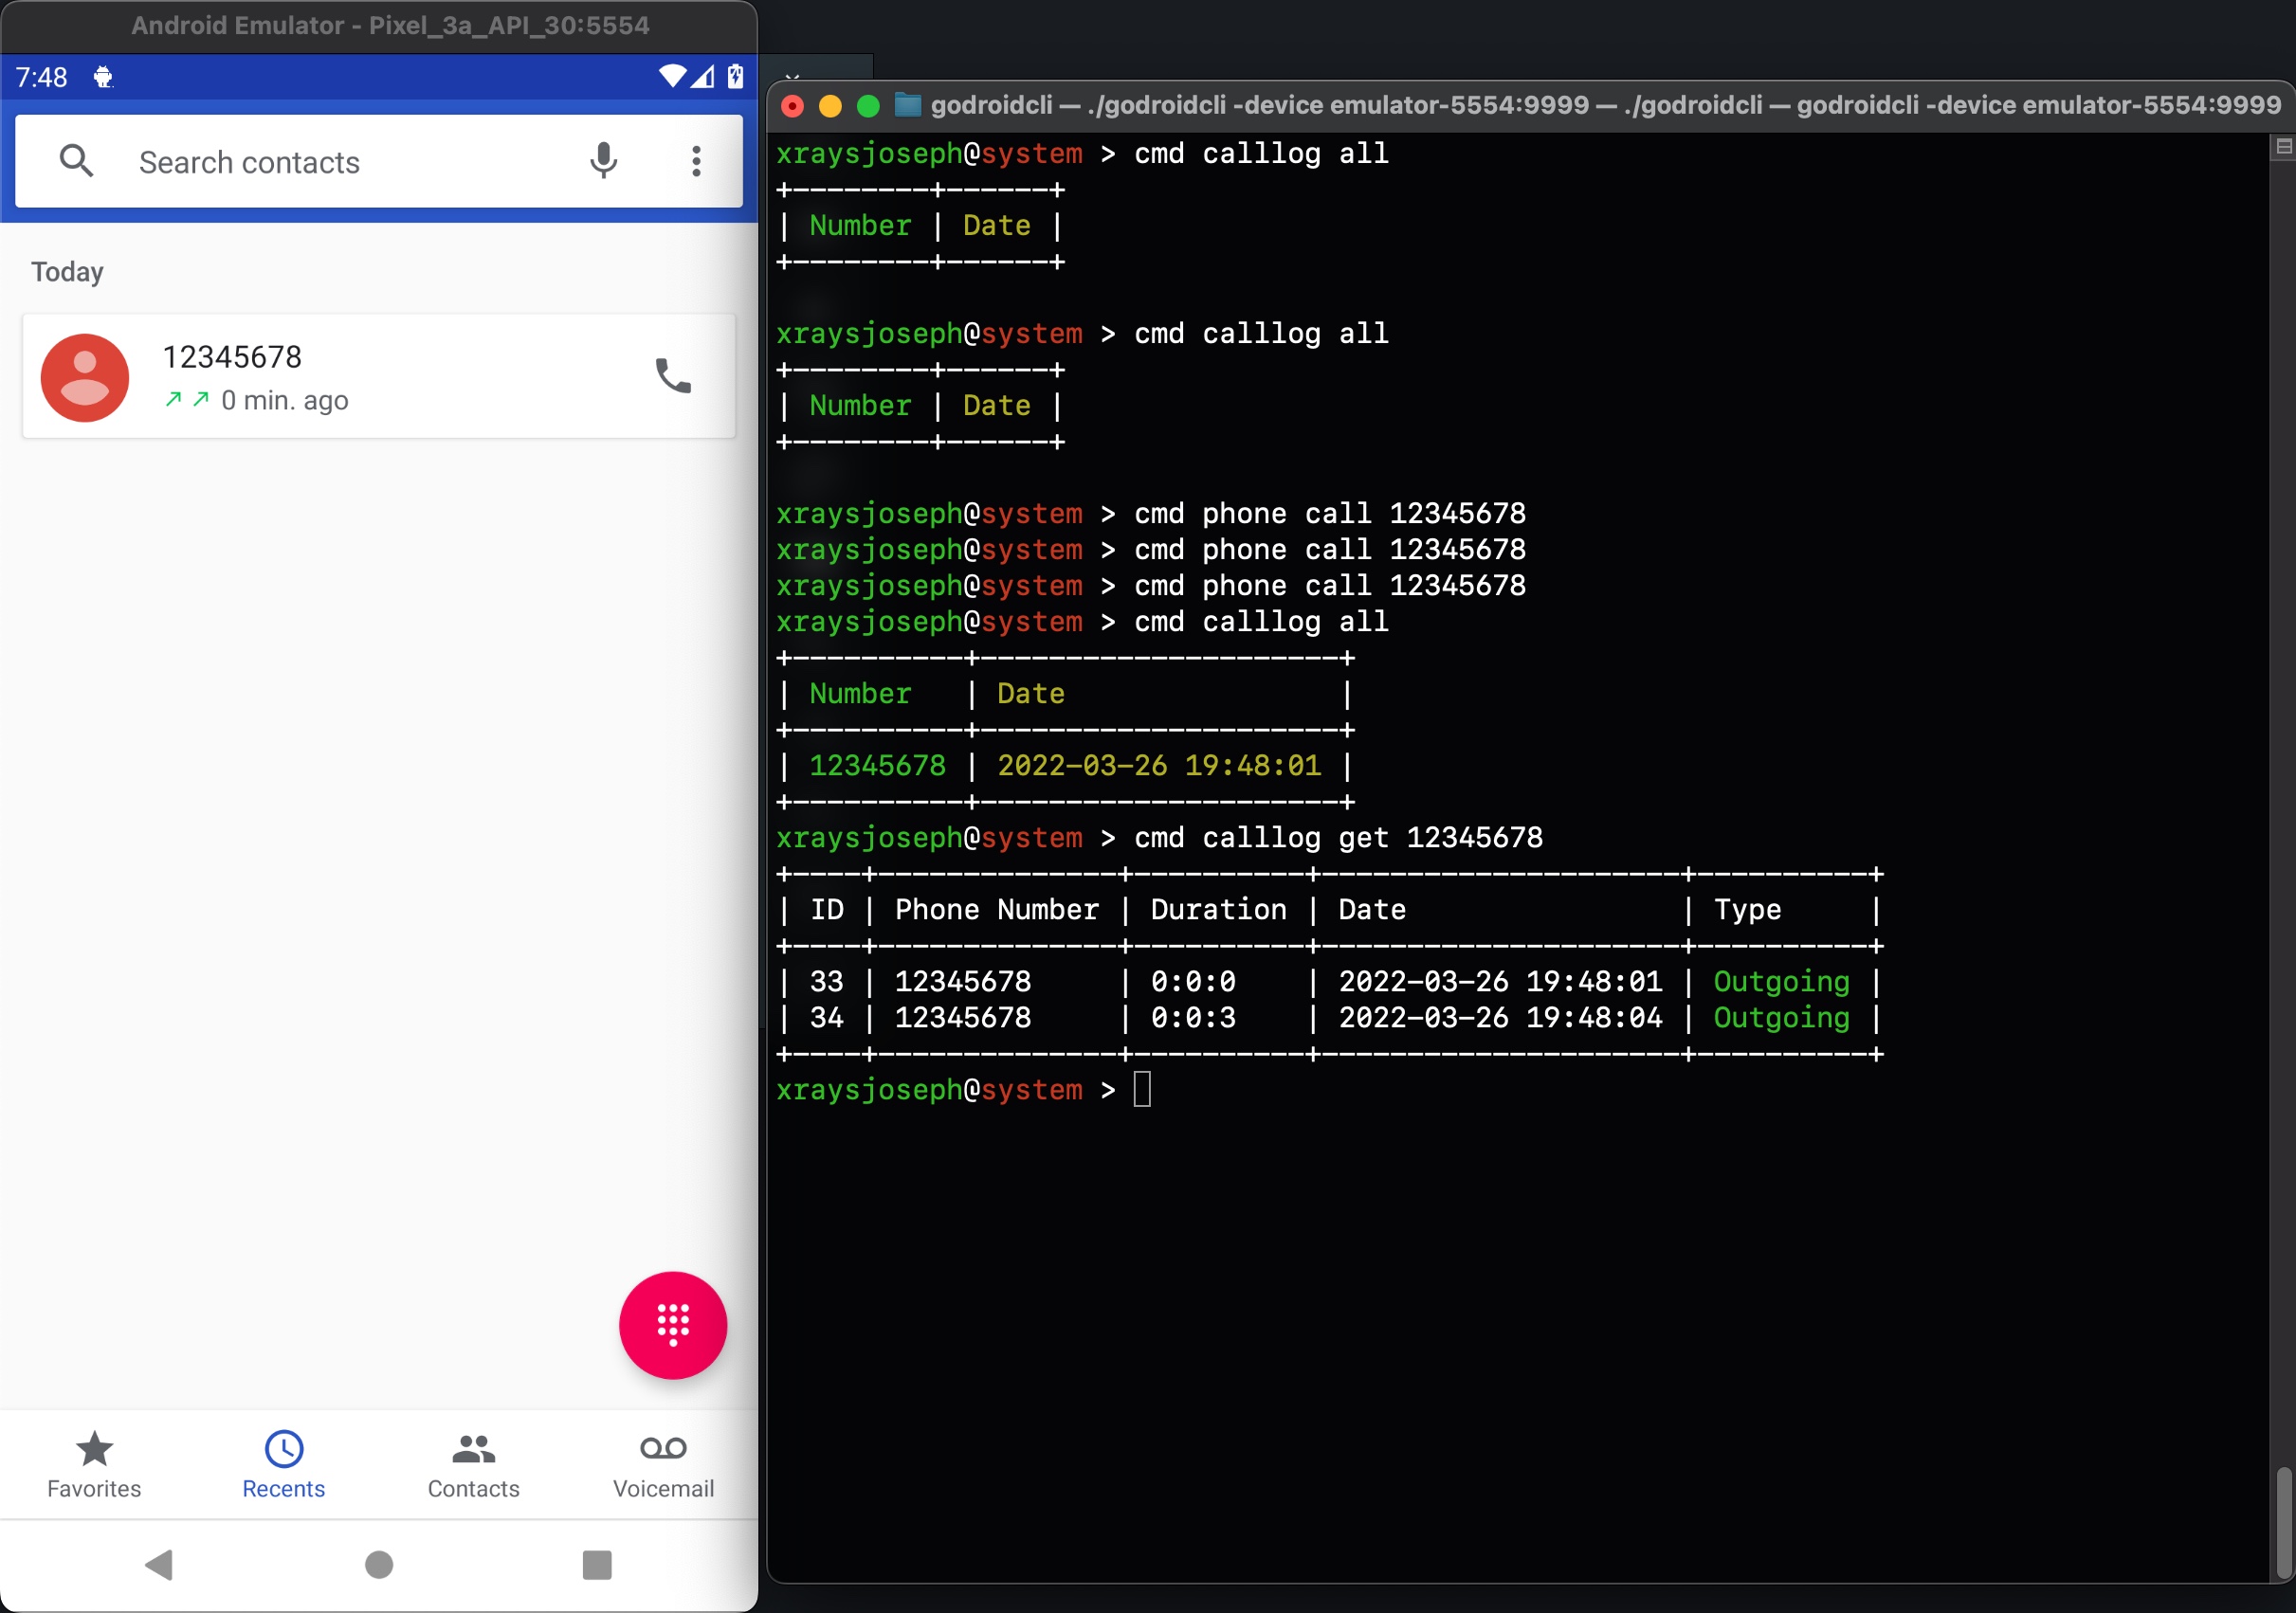 Android Emulator - Pixel_3a_API_30:5554
7:48
Search contacts
Today
12345678
0 min. ago
Favorites
Recents
Contacts
Voicemail
godroidcli — ./godroidcli -device emulator-5554:9999 — ./godroidcli — godroidcli -device emulator-5554:9999
xraysjoseph@system > cmd calllog all
+--------+------+
| Number | Date |
+--------+------+
xraysjoseph@system > cmd calllog all
+--------+------+
| Number | Date |
+--------+------+
xraysjoseph@system > cmd phone call 12345678
xraysjoseph@system > cmd phone call 12345678
xraysjoseph@system > cmd phone call 12345678
xraysjoseph@system > cmd calllog all
+----------+---------------------+
| Number   | Date                |
+----------+---------------------+
| 12345678 | 2022-03-26 19:48:01 |
+----------+---------------------+
xraysjoseph@system > cmd calllog get 12345678
+----+--------------+----------+---------------------+----------+
| ID | Phone Number | Duration | Date                | Type     |
+----+--------------+----------+---------------------+----------+
| 33 | 12345678     | 0:0:0    | 2022-03-26 19:48:01 | Outgoing |
| 34 | 12345678     | 0:0:3    | 2022-03-26 19:48:04 | Outgoing |
+----+--------------+----------+---------------------+----------+
xraysjoseph@system >